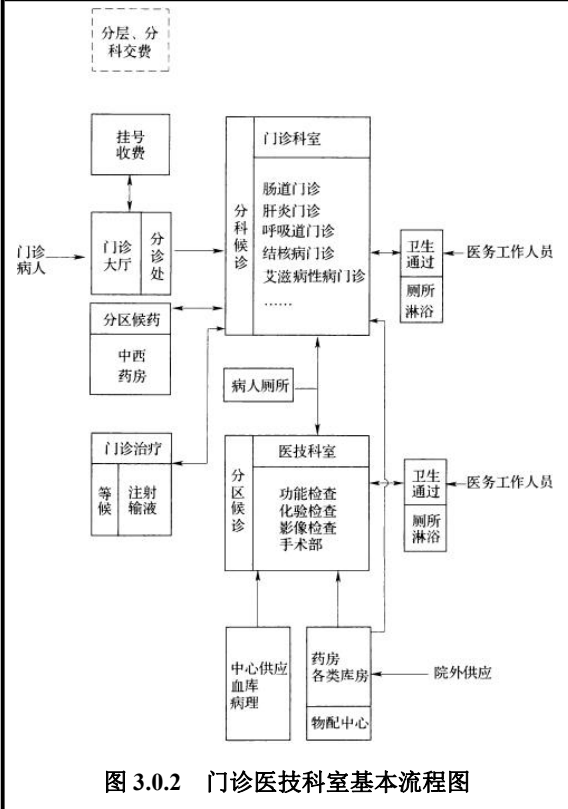 分层、分
科交费
挂号
收费
门诊科室
肠道门诊
肝炎门诊
呼吸道门诊
结核病门诊
艾滋病性病门诊
……
分科候诊
门诊
病人
门诊
大厅
分诊处
卫生
通过
厕所
淋浴
医务工作人员
分区候药
中西
药房
病人厕所
门诊治疗
等候
注射
输液
分区候诊
医技科室
功能检查
化验检查
影像检查
手术部
卫生
通过
厕所
淋浴
医务工作人员
中心供应
血库
病理
药房
各类库房
物配中心
院外供应
图 3.0.2 门诊医技科室基本流程图